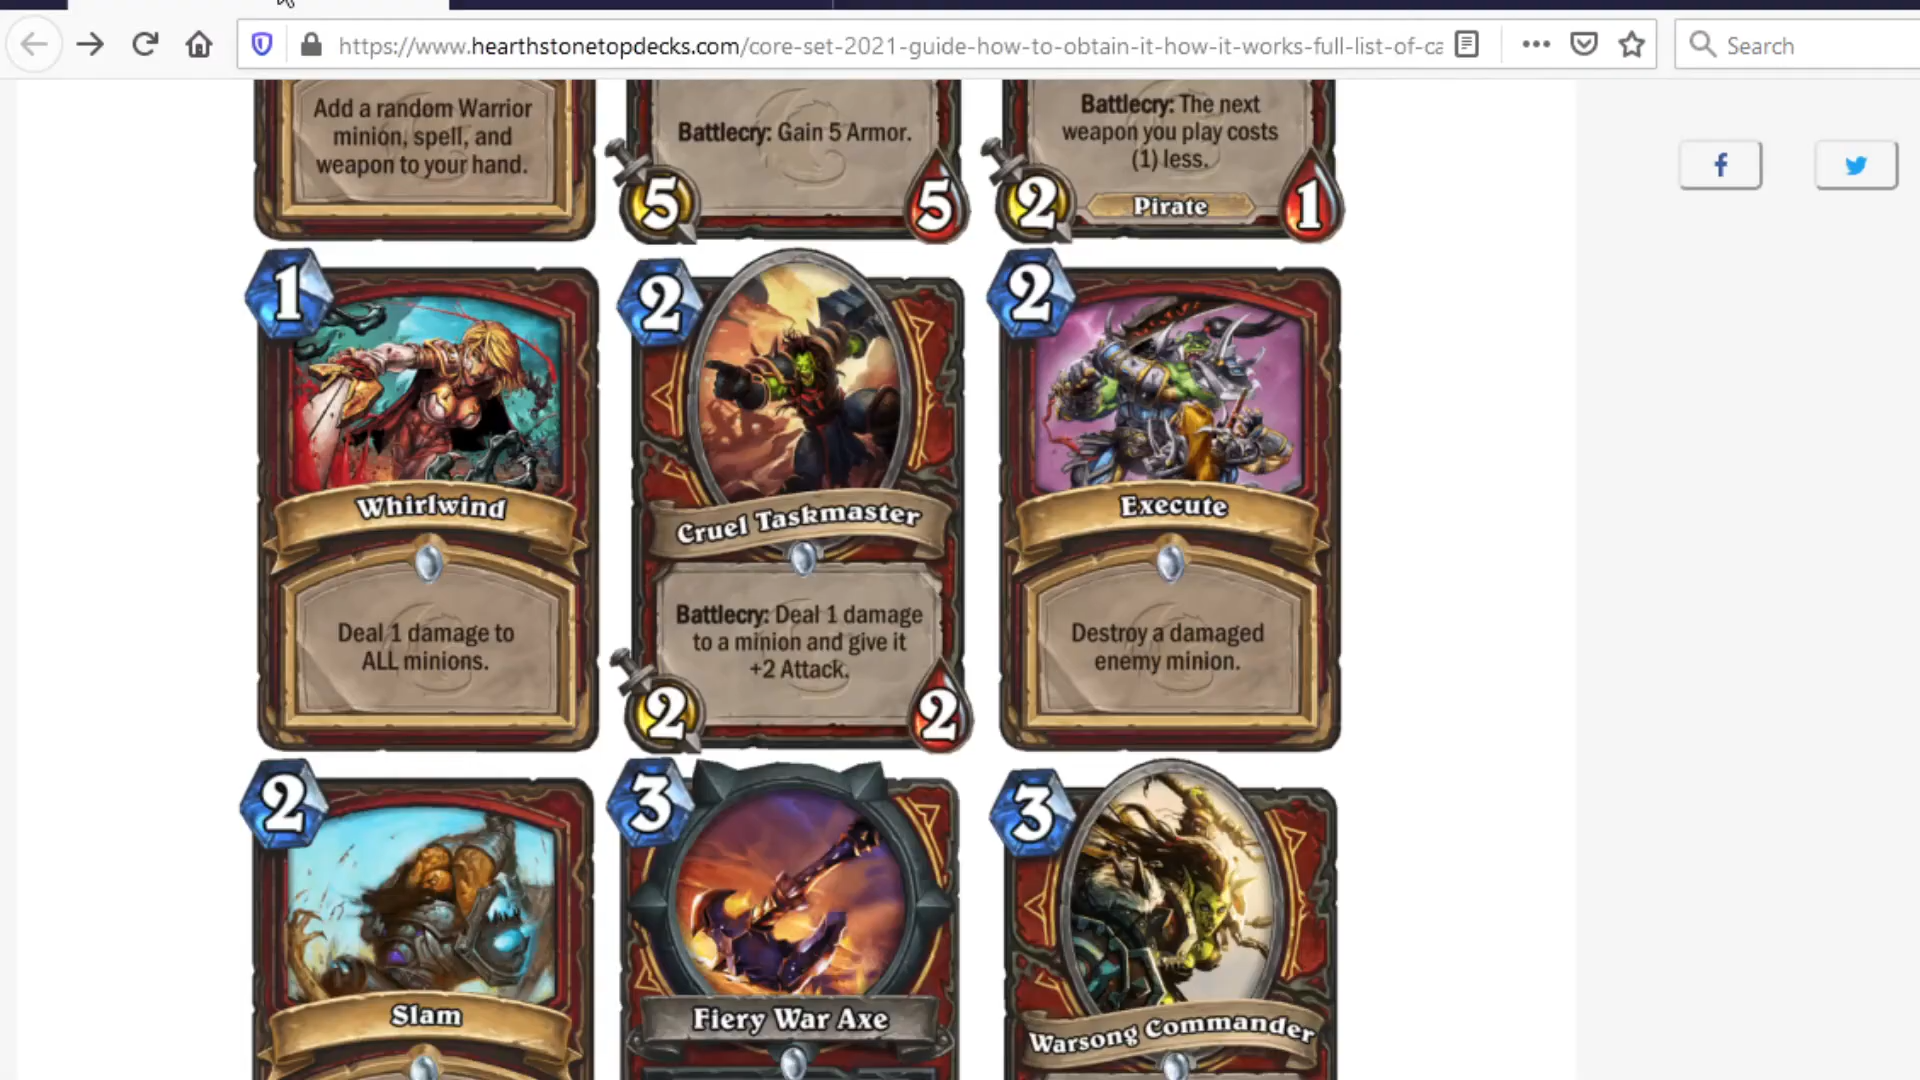 https://www.hearthstonetopdecks.com/core-set-2021-guide-how-to-obtain-it-how-it-works-full-list-of-ca
Search
Add a random Warrior
minion, spell, and
weapon to your hand.
Battlecry: Gain 5 Armor.
5
5
Battlecry: The next
weapon you play costs
(1) less.
2
Pirate
1
1
Whirlwind
Deal 1 damage to
ALL minions.
2
Cruel Taskmaster
Battlecry: Deal 1 damage
to a minion and give it
+2 Attack.
2
2
2
Execute
Destroy a damaged
enemy minion.
2
Slam
3
Fiery War Axe
3
Warsong Commander